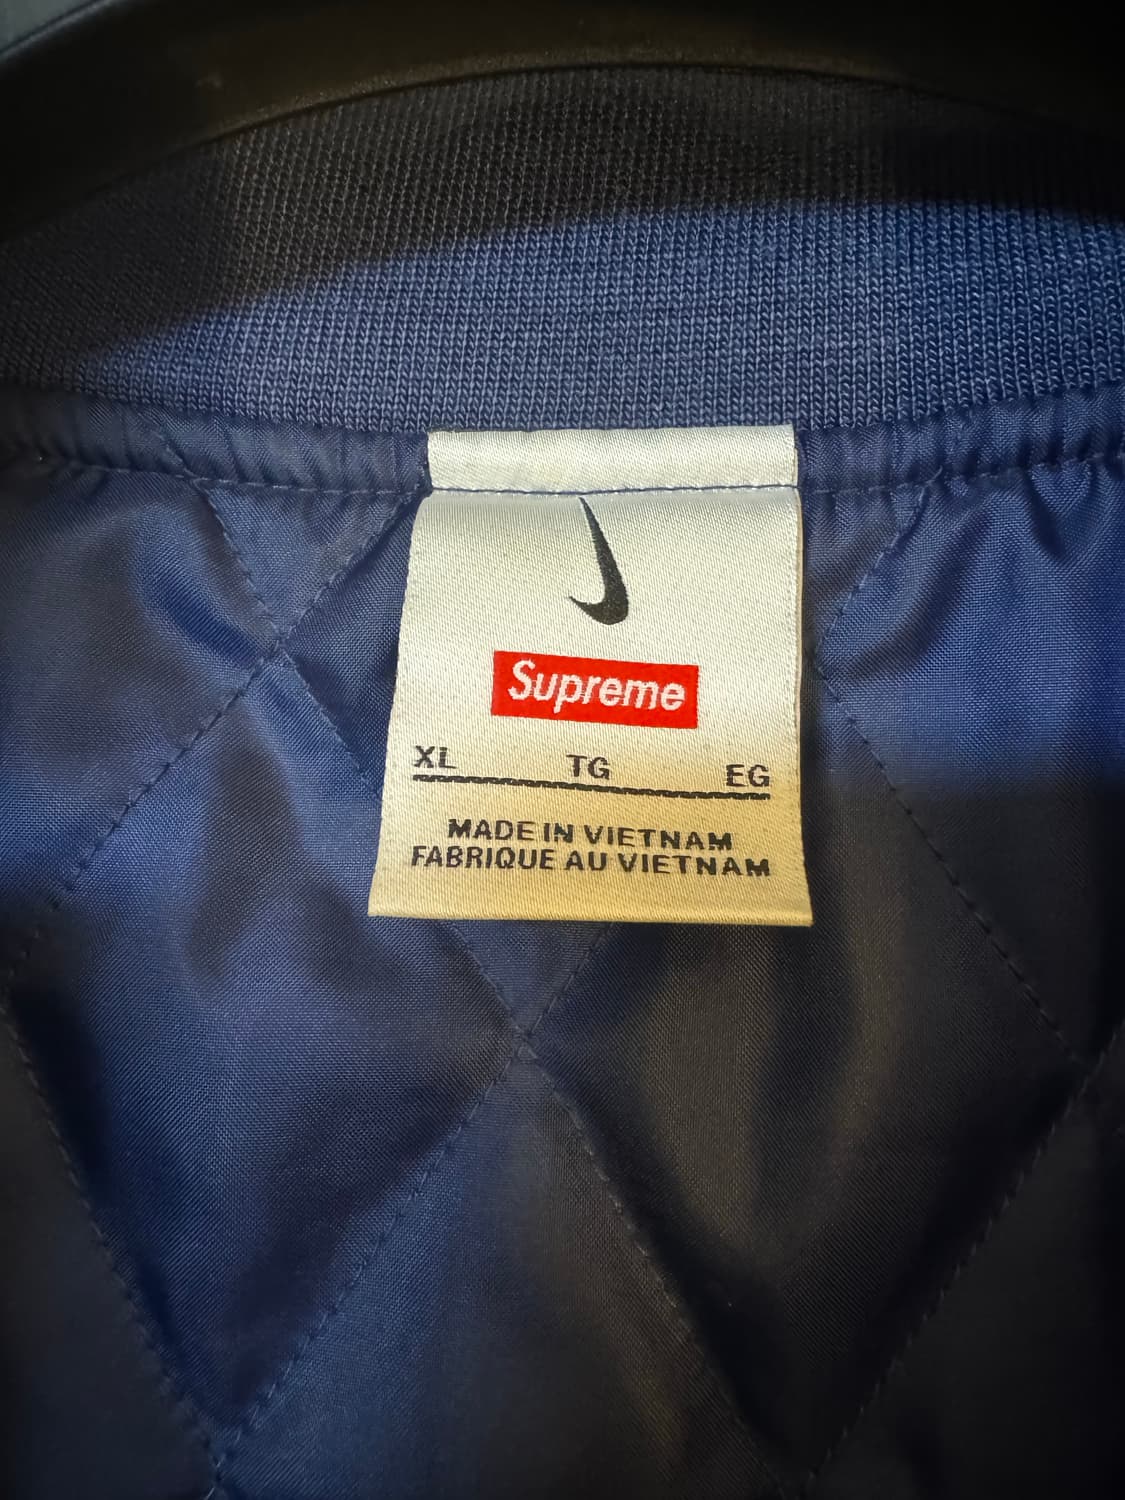 Supreme
XL TG EG
MADE IN VIETNAM
FABRIQUE AU VIETNAM